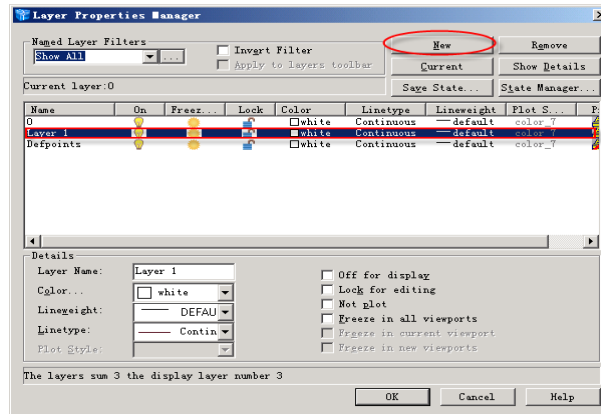 Layer Properties Manager
Named Layer Filters
Show All
...
Invert Filter
Apply to layers toolbar
New
Remove
Current
Show Details
Current layer:0
Save State...
State Manager...
Name On Freez... Lock Color Linetype Lineweight Plot S... P:
0 white Continuous default color_7
Layer 1 white Continuous default color_7
Defpoints white Continuous default color_7
Details
Layer Name: Layer 1
Color... white
Lineweight: DEFAU
Linetype: Contin
Plot Style:
Off for display
Lock for editing
Not plot
Freeze in all viewports
Freeze in current viewport
Freeze in new viewports
The layers sum 3 the display layer number 3
OK Cancel Help